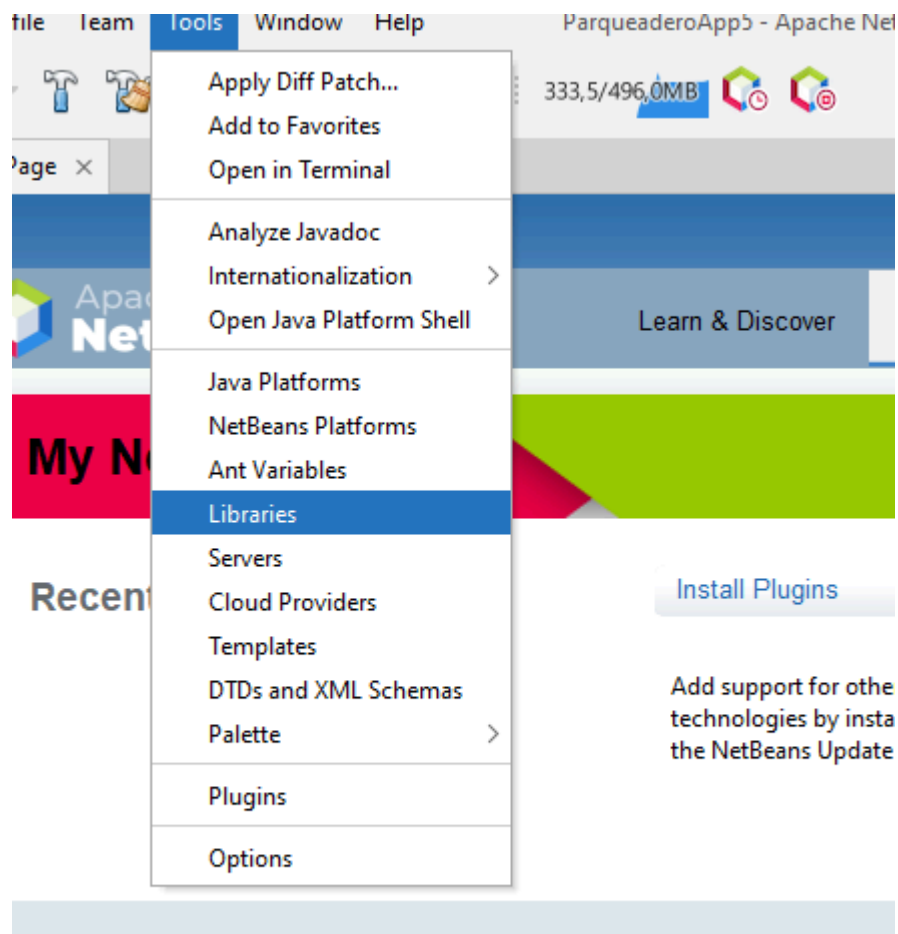 Team Tools Window Help ParqueaderoApp5 - Apache Net
333,5/496,0MB
Page ×
Apply Diff Patch...
Add to Favorites
Open in Terminal
Analyze Javadoc
Internationalization
Open Java Platform Shell
Learn & Discover
Java Platforms
NetBeans Platforms
My N
Ant Variables
Libraries
Servers
Recent
Install Plugins
Cloud Providers
Templates
DTDs and XML Schemas
Add support for othe
technologies by insta
Palette
the NetBeans Update
Plugins
Options